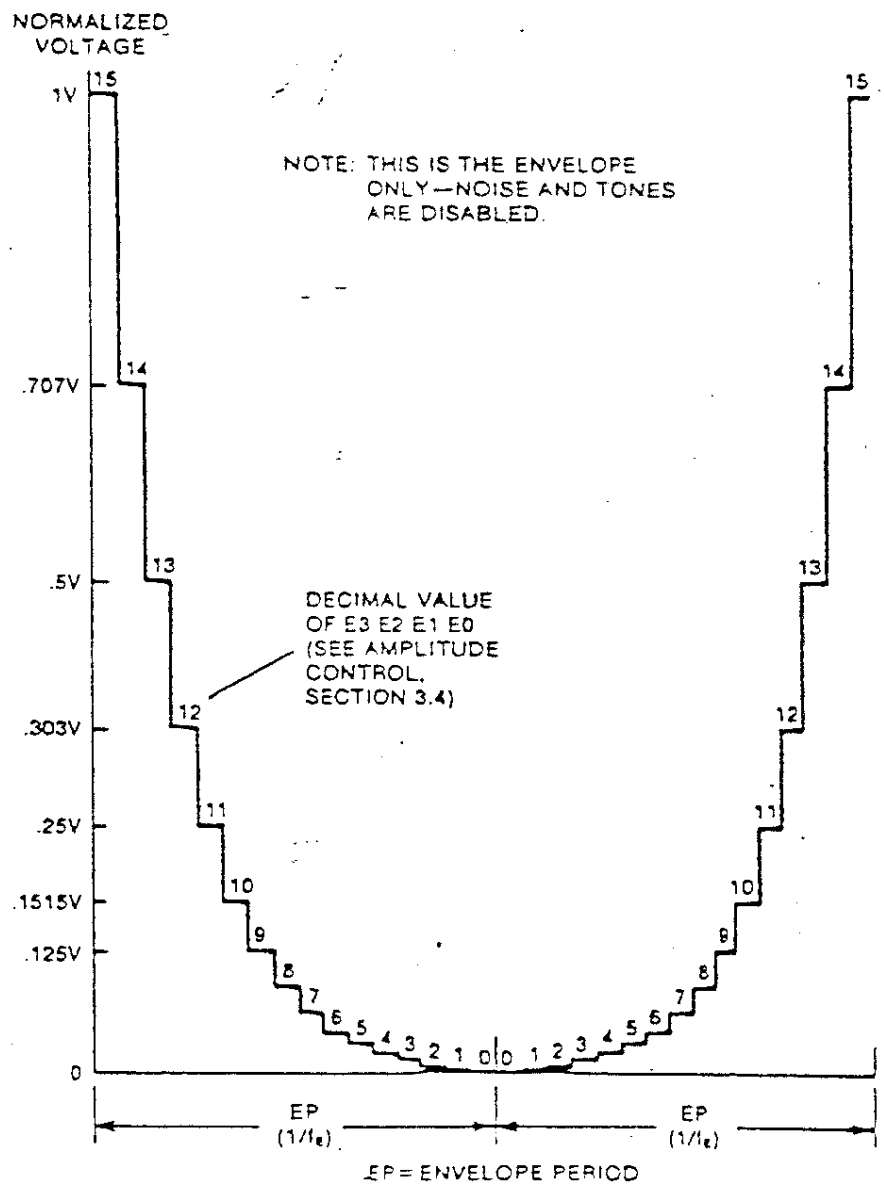 NORMALIZED
VOLTAGE
1V
15
15
NOTE: THIS IS THE ENVELOPE
ONLY—NOISE AND TONES
ARE DISABLED.
.707V
14
14
.5V
13
13
DECIMAL VALUE
OF E3 E2 E1 E0
(SEE AMPLITUDE
CONTROL,
SECTION 3.4)
.303V
12
12
.25V
11
11
.1515V
10
10
.125V
9
9
8
8
7
7
6
6
5
5
4
4
3
3
2
1
0
0
1
2
0
EP
(1/fE)
EP
(1/fE)
EP = ENVELOPE PERIOD